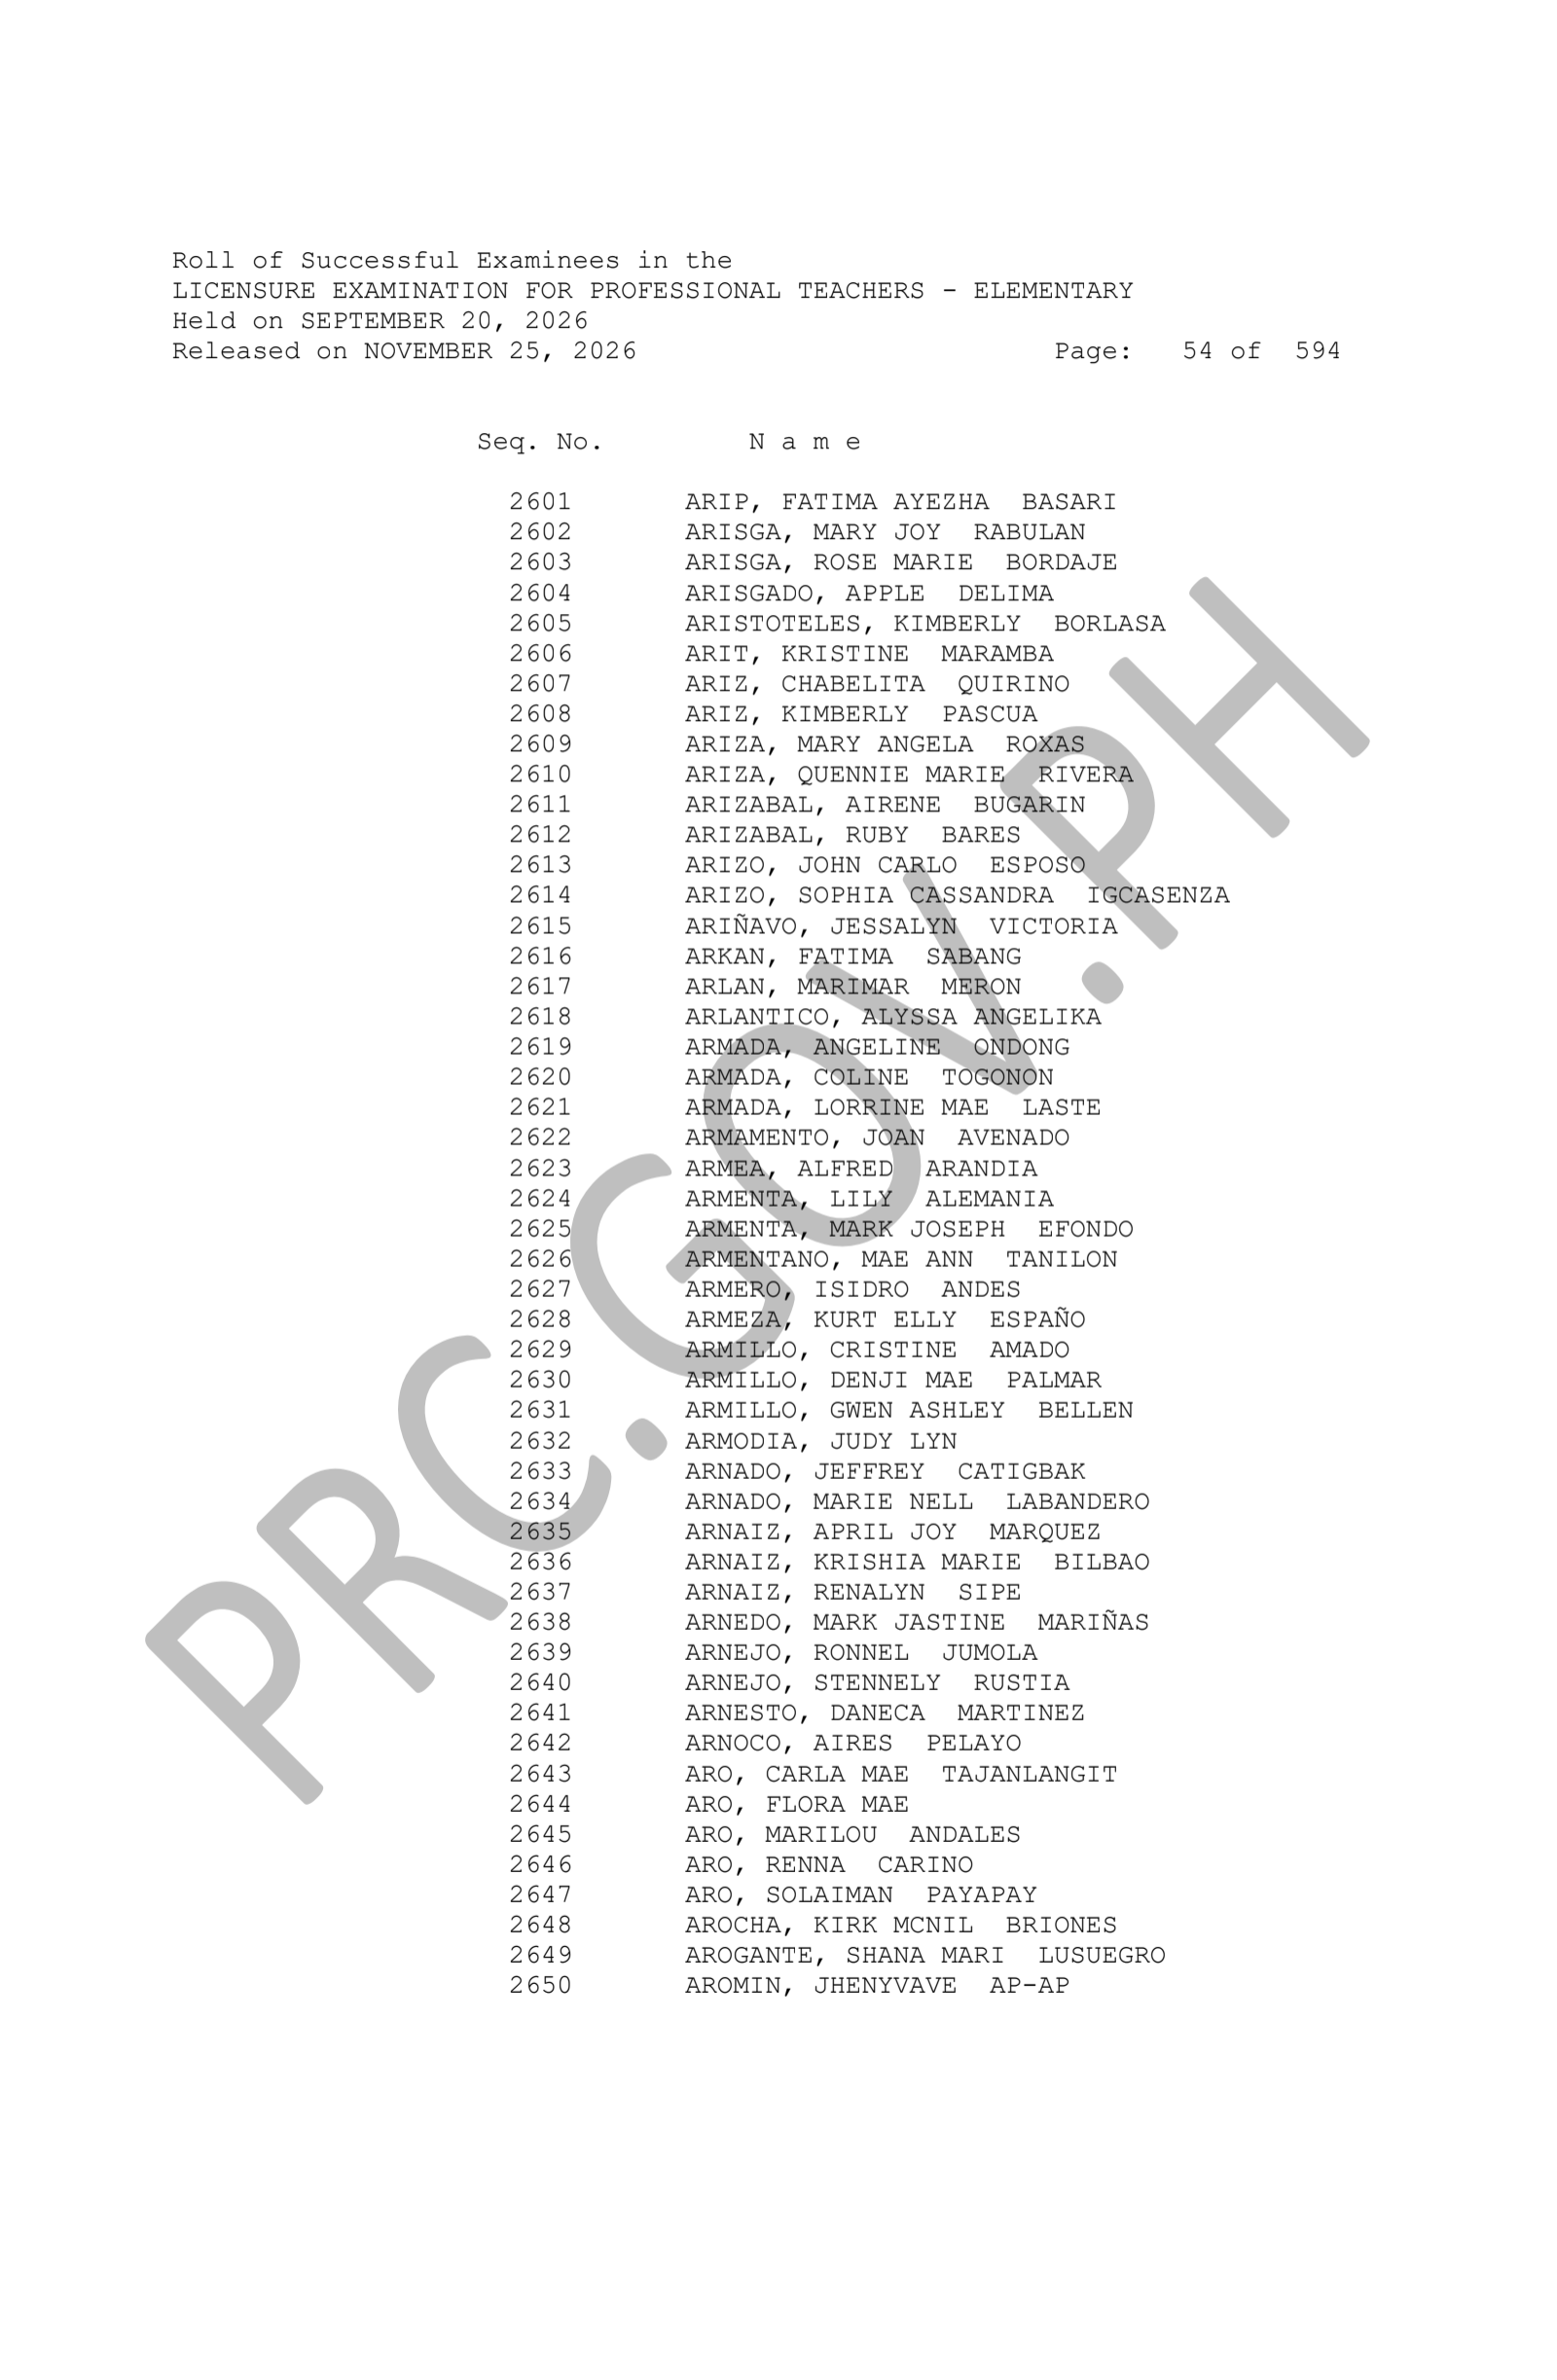 Roll of Successful Examinees in the
LICENSURE EXAMINATION FOR PROFESSIONAL TEACHERS - ELEMENTARY
Held on SEPTEMBER 20, 2026
Released on NOVEMBER 25, 2026 Page: 54 of 594
Seq. No. N a m e
2601 ARIP, FATIMA AYEZHA BASARI
2602 ARISGA, MARY JOY RABULAN
2603 ARISGA, ROSE MARIE BORDAJE
2604 ARISGADO, APPLE DELIMA
2605 ARISTOTELES, KIMBERLY BORLASA
2606 ARIT, KRISTINE MARAMBA
2607 ARIZ, CHABELITA QUIRINO
2608 ARIZ, KIMBERLY PASCUA
2609 ARIZA, MARY ANGELA ROXAS
2610 ARIZA, QUENNIE MARIE RIVERA
2611 ARIZABAL, AIRENE BUGARIN
2612 ARIZABAL, RUBY BARES
2613 ARIZO, JOHN CARLO ESPOSO
2614 ARIZO, SOPHIA CASSANDRA IGCASENZA
2615 ARIÑAVO, JESSALYN VICTORIA
2616 ARKAN, FATIMA SABANG
2617 ARLAN, MARIMAR MERON
2618 ARLANTICO, ALYSSA ANGELIKA
2619 ARMADA, ANGELINE ONDONG
2620 ARMADA, COLINE TOGONON
2621 ARMADA, LORRINE MAE LASTE
2622 ARMAMENTO, JOAN AVENADO
2623 ARMEA, ALFRED ARANDIA
2624 ARMENTA, LILY ALEMANIA
2625 ARMENTA, MARK JOSEPH EFONDO
2626 ARMENTANO, MAE ANN TANILON
2627 ARMERO, ISIDRO ANDES
2628 ARMEZA, KURT ELLY ESPAÑO
2629 ARMILLO, CRISTINE AMADO
2630 ARMILLO, DENJI MAE PALMAR
2631 ARMILLO, GWEN ASHLEY BELLEN
2632 ARMODIA, JUDY LYN
2633 ARNADO, JEFFREY CATIGBAK
2634 ARNADO, MARIE NELL LABANDERO
2635 ARNAIZ, APRIL JOY MARQUEZ
2636 ARNAIZ, KRISHIA MARIE BILBAO
2637 ARNAIZ, RENALYN SIPE
2638 ARNEDO, MARK JASTINE MARIÑAS
2639 ARNEJO, RONNEL JUMOLA
2640 ARNEJO, STENNELY RUSTIA
2641 ARNESTO, DANECA MARTINEZ
2642 ARNOCO, AIRES PELAYO
2643 ARO, CARLA MAE TAJANLANGIT
2644 ARO, FLORA MAE
2645 ARO, MARILOU ANDALES
2646 ARO, RENNA CARINO
2647 ARO, SOLAIMAN PAYAPAY
2648 AROCHA, KIRK MCNIL BRIONES
2649 AROGANTE, SHANA MARI LUSUEGRO
2650 AROMIN, JHENYVAVE AP-AP
PRC.GOV.PH